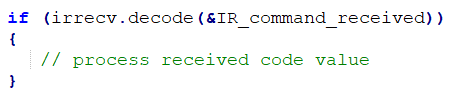 if (irrecv.decode(&IR_command_received))
{
    // process received code value
}